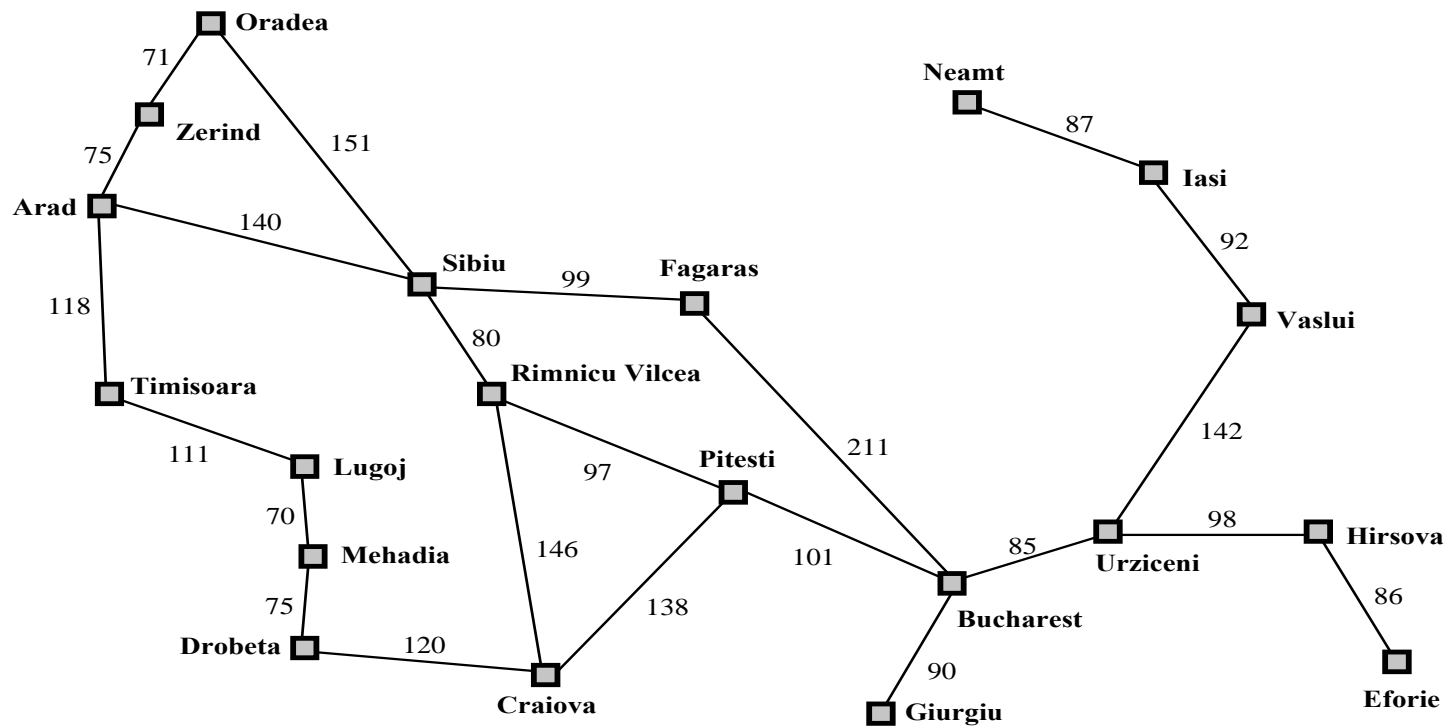 Oradea
71
Neamt
Zerind
87
75
151
Arad
140
Iasi
92
Sibiu
99
Fagaras
118
Vaslui
80
Rimnicu Vilcea
Timisoara
142
111
Lugoj
97
Pitesti
211
70
98
Hirsova
Mehadia
146
101
85
Urziceni
75
138
86
Bucharest
Drobeta
120
90
Craiova
Giurgiu
Eforie